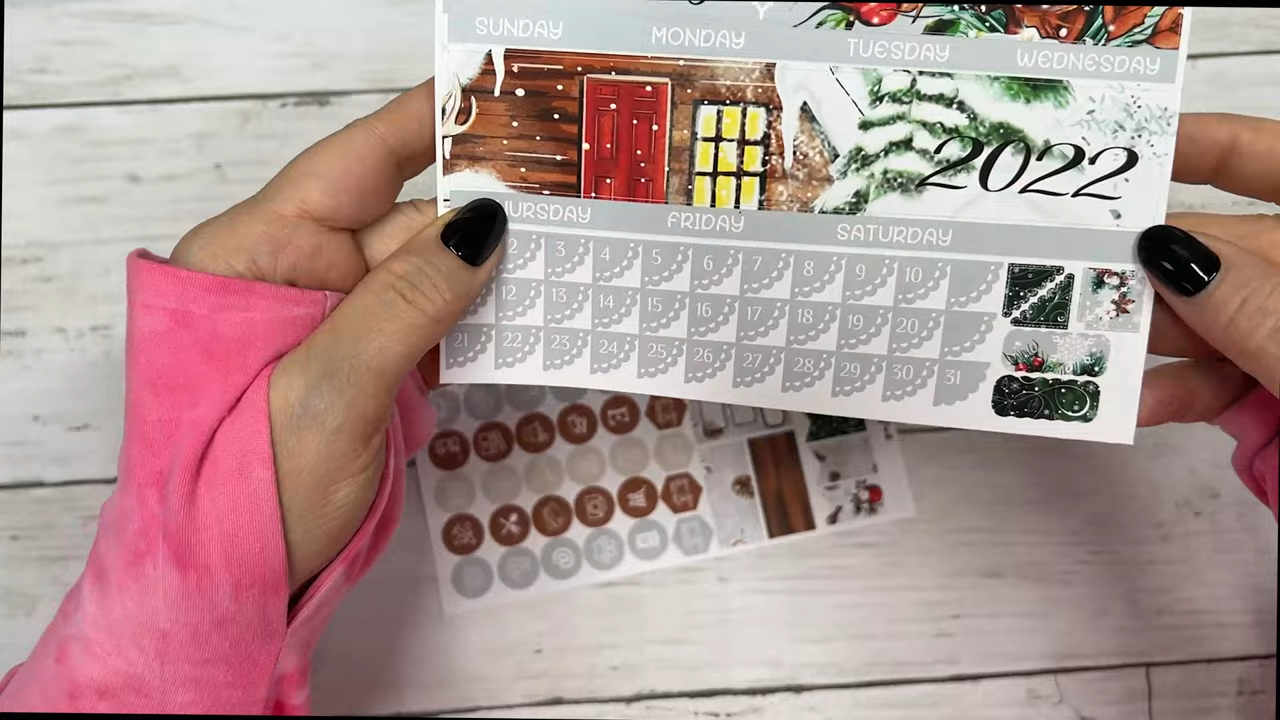 SUNDAY MONDAY TUESDAY WEDNESDAY
2022
URSDAY FRIDAY SATURDAY
2 3 4 5 6 7 8 9 10
12 13 14 15 16 17 18 19 20
21 22 23 24 25 26 27 28 29 30 31